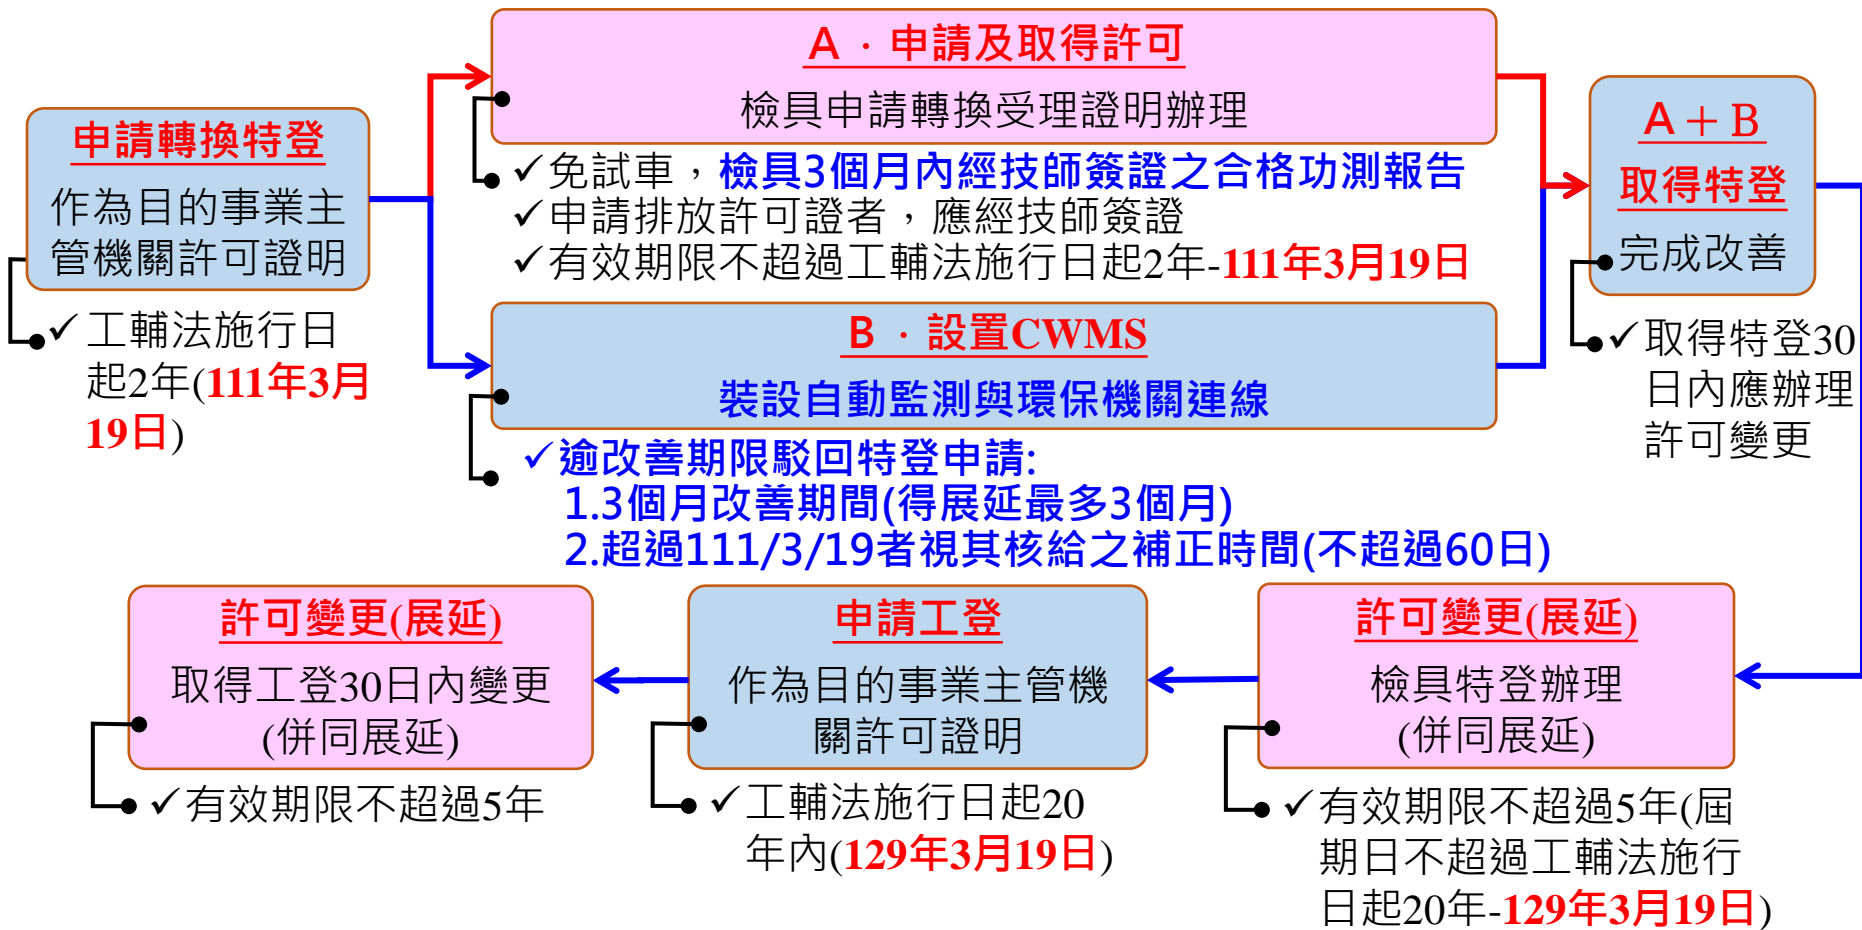 申請轉換特登
作為目的事業主
管機關許可證明
✓工輔法施行日
起2年(111年3月
19日)
A．申請及取得許可
檢具申請轉換受理證明辦理
✓免試車，檢具3個月內經技師簽證之合格功測報告
✓申請排放許可證者，應經技師簽證
✓有效期限不超過工輔法施行日起2年-111年3月19日
B．設置CWMS
裝設自動監測與環保機關連線
✓逾改善期限駁回特登申請:
1.3個月改善期間(得展延最多3個月)
2.超過111/3/19者視其核給之補正時間(不超過60日)
A＋B
取得特登
完成改善
✓取得特登30
日內應辦理
許可變更
許可變更(展延)
檢具特登辦理
(併同展延)
✓有效期限不超過5年(屆
期日不超過工輔法施行
日起20年-129年3月19日)
申請工登
作為目的事業主管機
關許可證明
✓工輔法施行日起20
年內(129年3月19日)
許可變更(展延)
取得工登30日內變更
(併同展延)
✓有效期限不超過5年